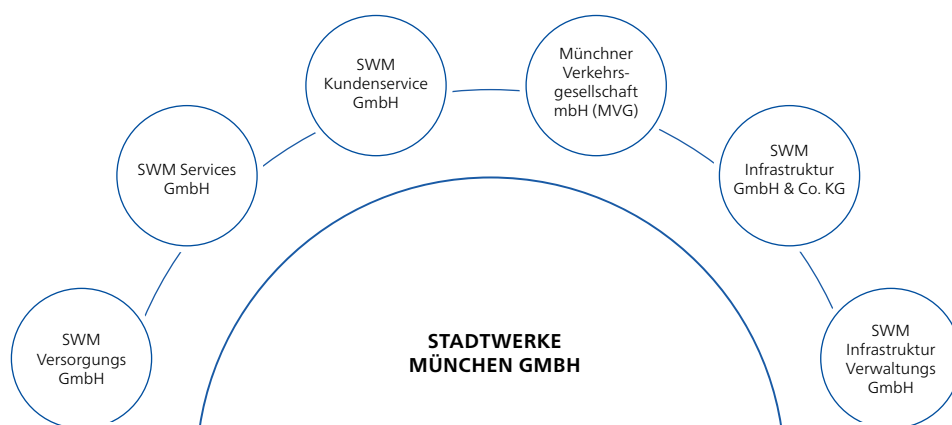 SWM
Kundenservice
GmbH
Münchner
Verkehrs-
gesellschaft
mbH (MVG)
SWM Services
GmbH
SWM
Infrastruktur
GmbH & Co. KG
SWM
Versorgungs
GmbH
STADTWERKE
MÜNCHEN GMBH
SWM
Infrastruktur
Verwaltungs
GmbH